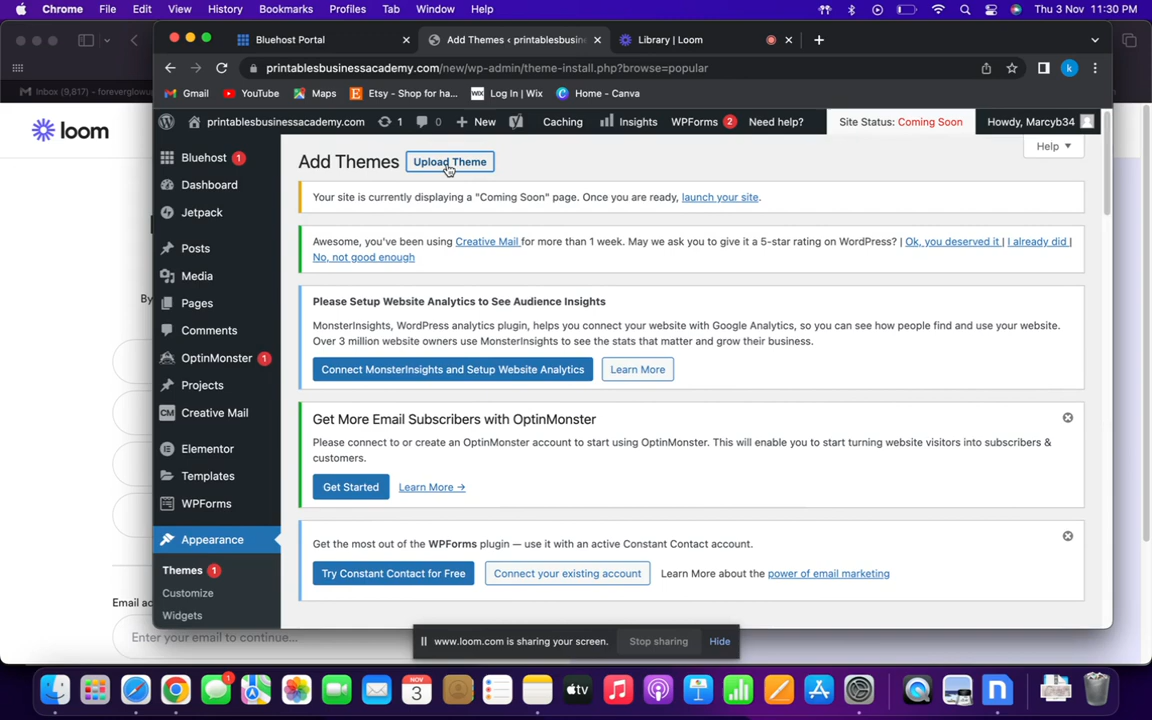 Chrome File Edit View History Bookmarks Profiles Tab Window Help Thu 3 Nov 11:30 PM
Bluehost Portal Add Themes ‹ printablesbusin Library | Loom
printablesbusinessacademy.com/new/wp-admin/theme-install.php?browse=popular
Inbox (9,817) - foreverglowup
Gmail YouTube Maps Etsy - Shop for ha... Log In | Wix Home - Canva
WIX
k
loom
printablesbusinessacademy.com 1 0 New Caching Insights WPForms 2 Need help? Site Status: Coming Soon Howdy, Marcyb34
Help
Bluehost 1
Dashboard
Jetpack
Posts
Media
Pages
Comments
OptinMonster 1
Projects
CM Creative Mail
Elementor
Templates
WPForms
Appearance
Themes 1
Customize
Widgets
Add Themes Upload Theme
Your site is currently displaying a "Coming Soon" page. Once you are ready, launch your site.
Awesome, you've been using Creative Mail for more than 1 week. May we ask you to give it a 5-star rating on WordPress? | Ok, you deserved it | I already did |
No, not good enough
Please Setup Website Analytics to See Audience Insights
MonsterInsights, WordPress analytics plugin, helps you connect your website with Google Analytics, so you can see how people find and use your website.
Over 3 million website owners use MonsterInsights to see the stats that matter and grow their business.
Connect MonsterInsights and Setup Website Analytics Learn More
Get More Email Subscribers with OptinMonster
Please connect to or create an OptinMonster account to start using OptinMonster. This will enable you to start turning website visitors into subscribers &
customers.
Get Started Learn More →
Get the most out of the WPForms plugin — use it with an active Constant Contact account.
Try Constant Contact for Free Connect your existing account Learn More about the power of email marketing
By
Email ad
Enter your email to continue...
www.loom.com is sharing your screen. Stop sharing Hide
1
NOV
3
tv
n